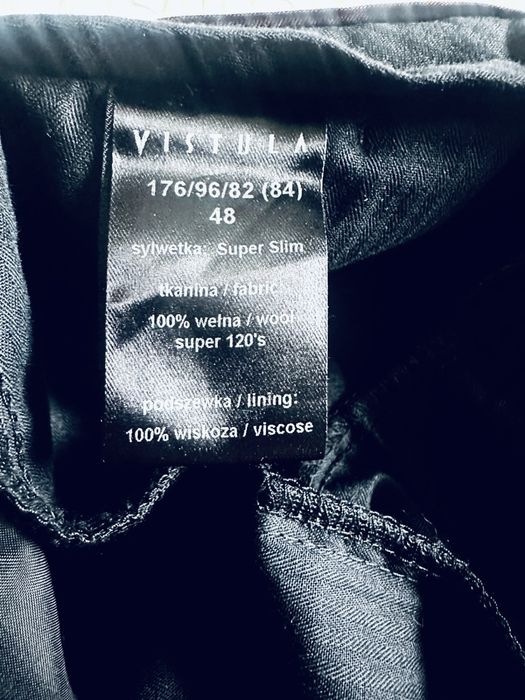 VISTULA
176/96/82 (84)
48
sylwetka: Super Slim
tkanina / fabric
100% wełna / wool
super 120's
podszewka / lining:
100% wiskoza / viscose